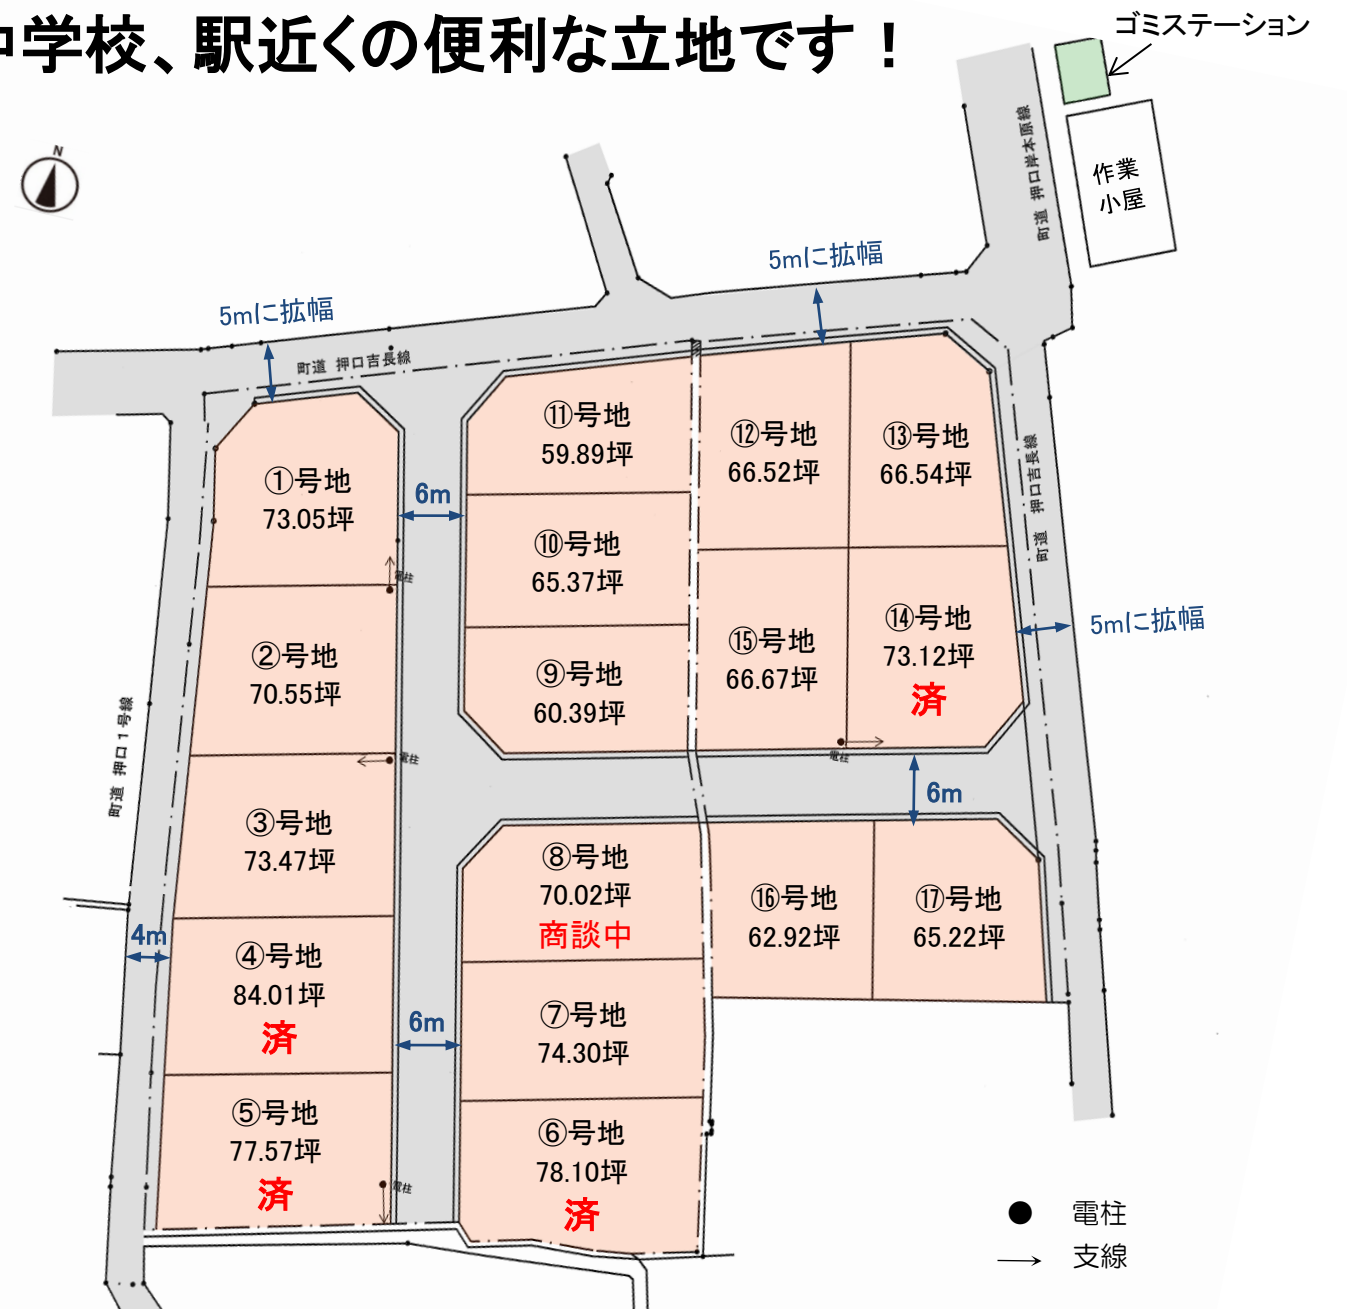 中学校、駅近くの便利な立地です！
ゴミステーション
作業
小屋
町道 押口岸本原線
N
5mに拡幅
5mに拡幅
町道 押口吉長線
①号地
73.05坪
6m
⑪号地
59.89坪
⑫号地
66.52坪
⑬号地
66.54坪
町道 押口吉長線
電柱
⑩号地
65.37坪
②号地
70.55坪
⑨号地
60.39坪
⑮号地
66.67坪
⑭号地
73.12坪
済
5mに拡幅
電柱
電柱
町道 押口1号線
6m
③号地
73.47坪
⑧号地
70.02坪
商談中
⑯号地
62.92坪
⑰号地
65.22坪
4m
④号地
84.01坪
済
6m
⑦号地
74.30坪
⑤号地
77.57坪
済
電柱
⑥号地
78.10坪
済
電柱
支線